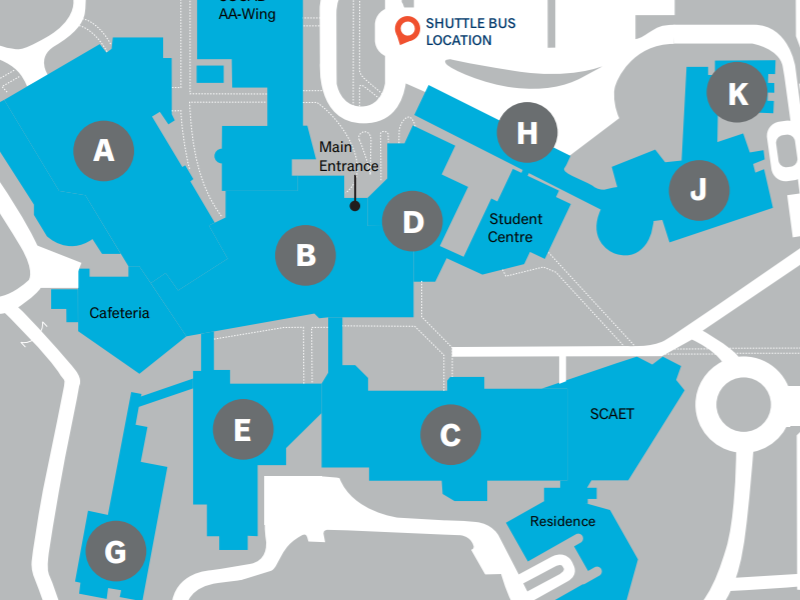 AA-Wing
SHUTTLE BUS
LOCATION
K
H
A
Main
Entrance
J
D
Student
Centre
B
Cafeteria
SCAET
E
C
Residence
G